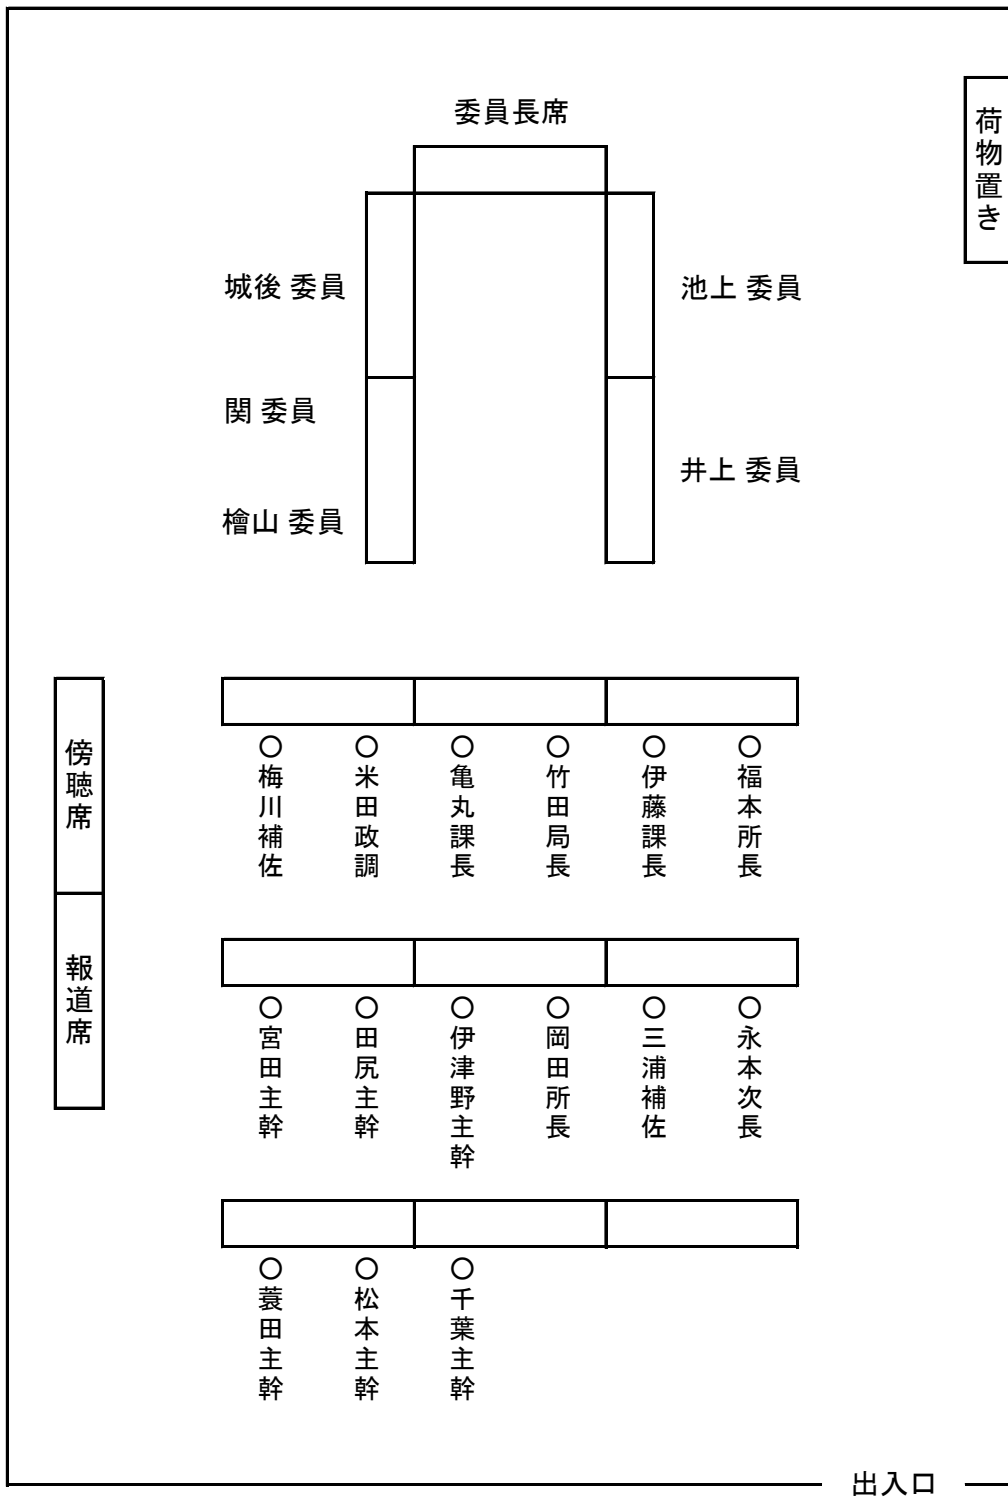 委員長席
荷物置き
城後 委員
池上 委員
関 委員
井上 委員
檜山 委員
傍聴席
報道席
○梅川補佐
○米田政調
○亀丸課長
○竹田局長
○伊藤課長
○福本所長
○宮田主幹
○田尻主幹
○伊津野主幹
○岡田所長
○三浦補佐
○永本次長
○蓑田主幹
○松本主幹
○千葉主幹
出入口